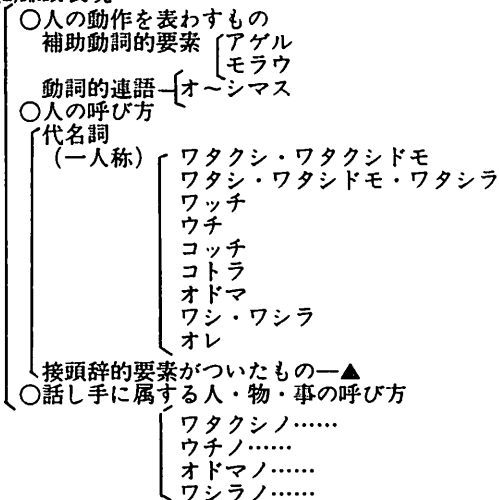 ○人の動作を表わすもの
補助動詞的要素 アゲル
モラウ
動詞的連語 オ～シマス
○人の呼び方
代名詞
(一人称) ワタクシ・ワタクシドモ
ワタシ・ワタシドモ・ワタシラ
ワッチ
ウチ
コッチ
コトラ
オドマ
ワシ・ワシラ
オレ
接頭辞的要素がついたもの―▲
○話し手に属する人・物・事の呼び方
ワタクシノ……
ウチノ……
オドマノ……
ワシラノ……